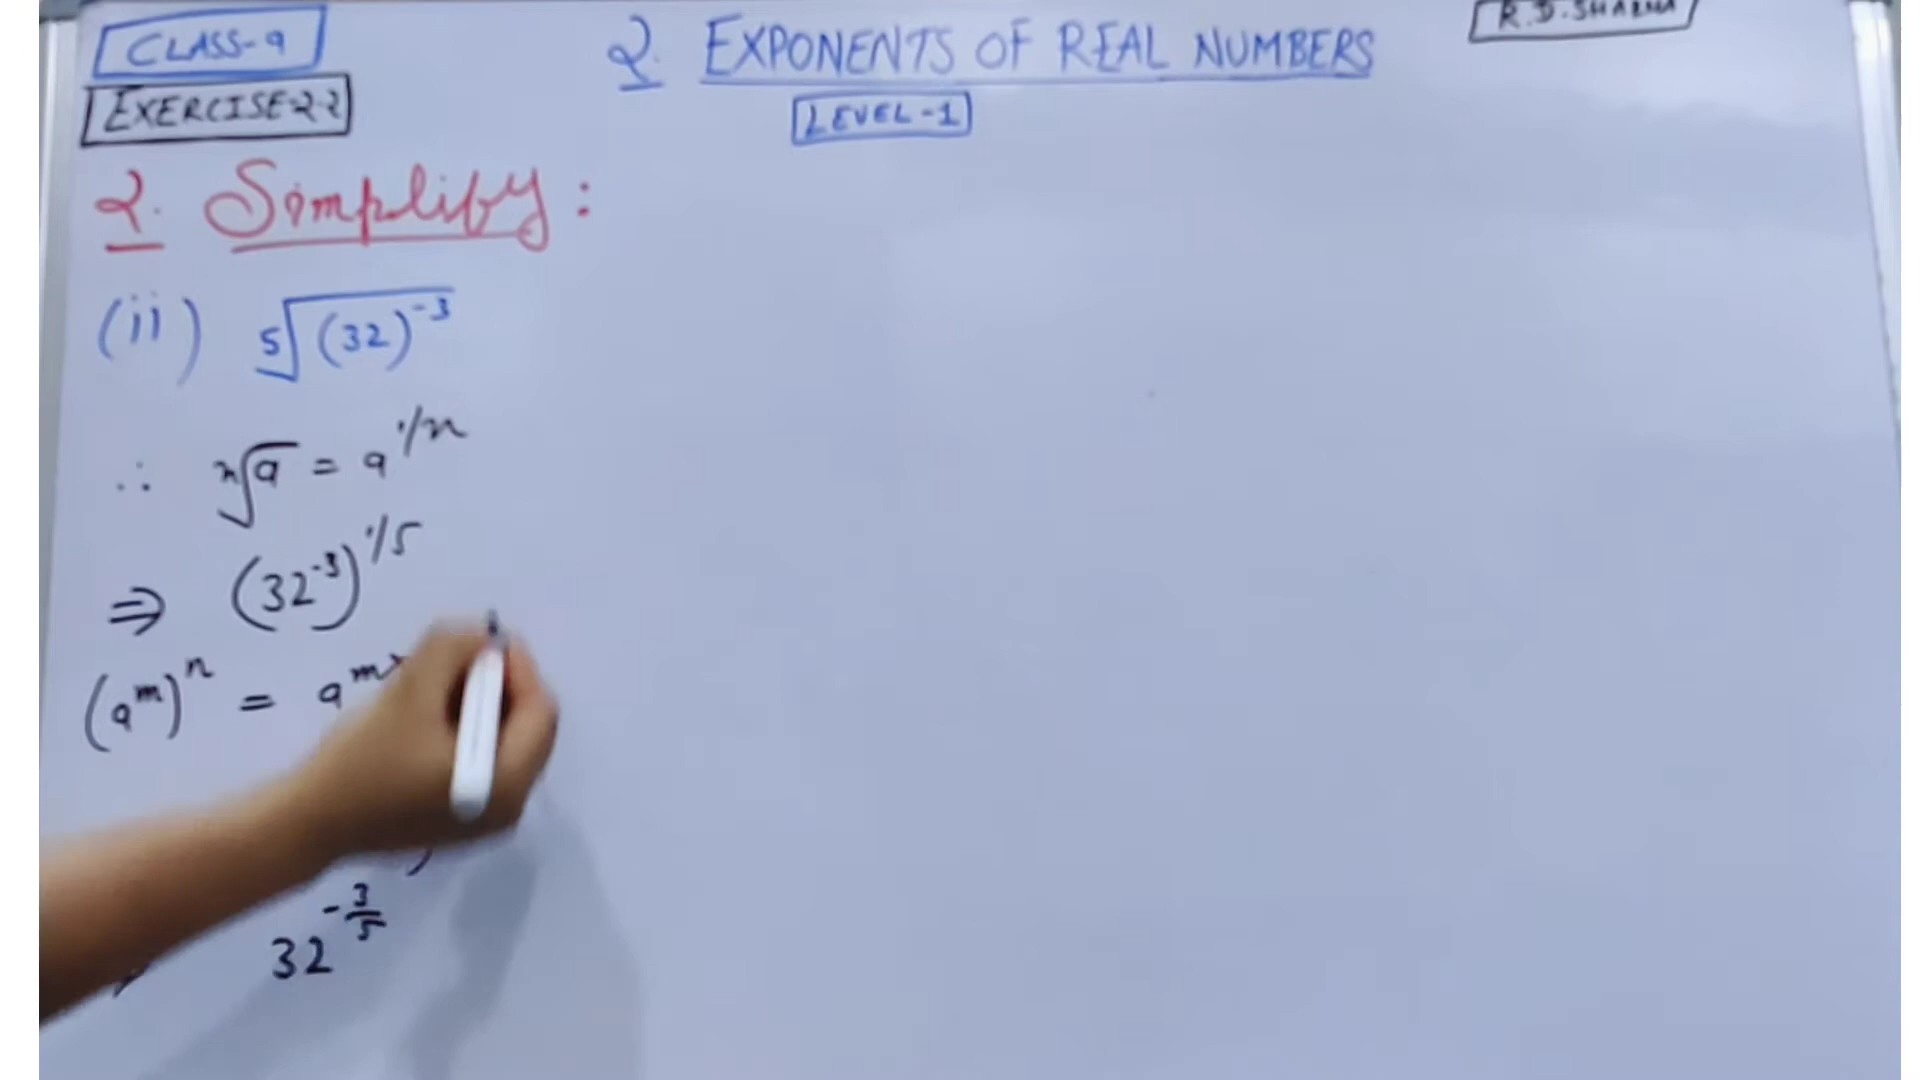 CLASS-9
2. EXPONENTS OF REAL NUMBERS
R.D.SHARMA
EXERCISE-2.2
LEVEL-1
2. Simplify:
(ii) ⁵√(32)⁻³
∴ ⁿ√a = a^1/n
⇒ (32⁻³)^1/5
(a^m)^n = a^m×
32^-3/5